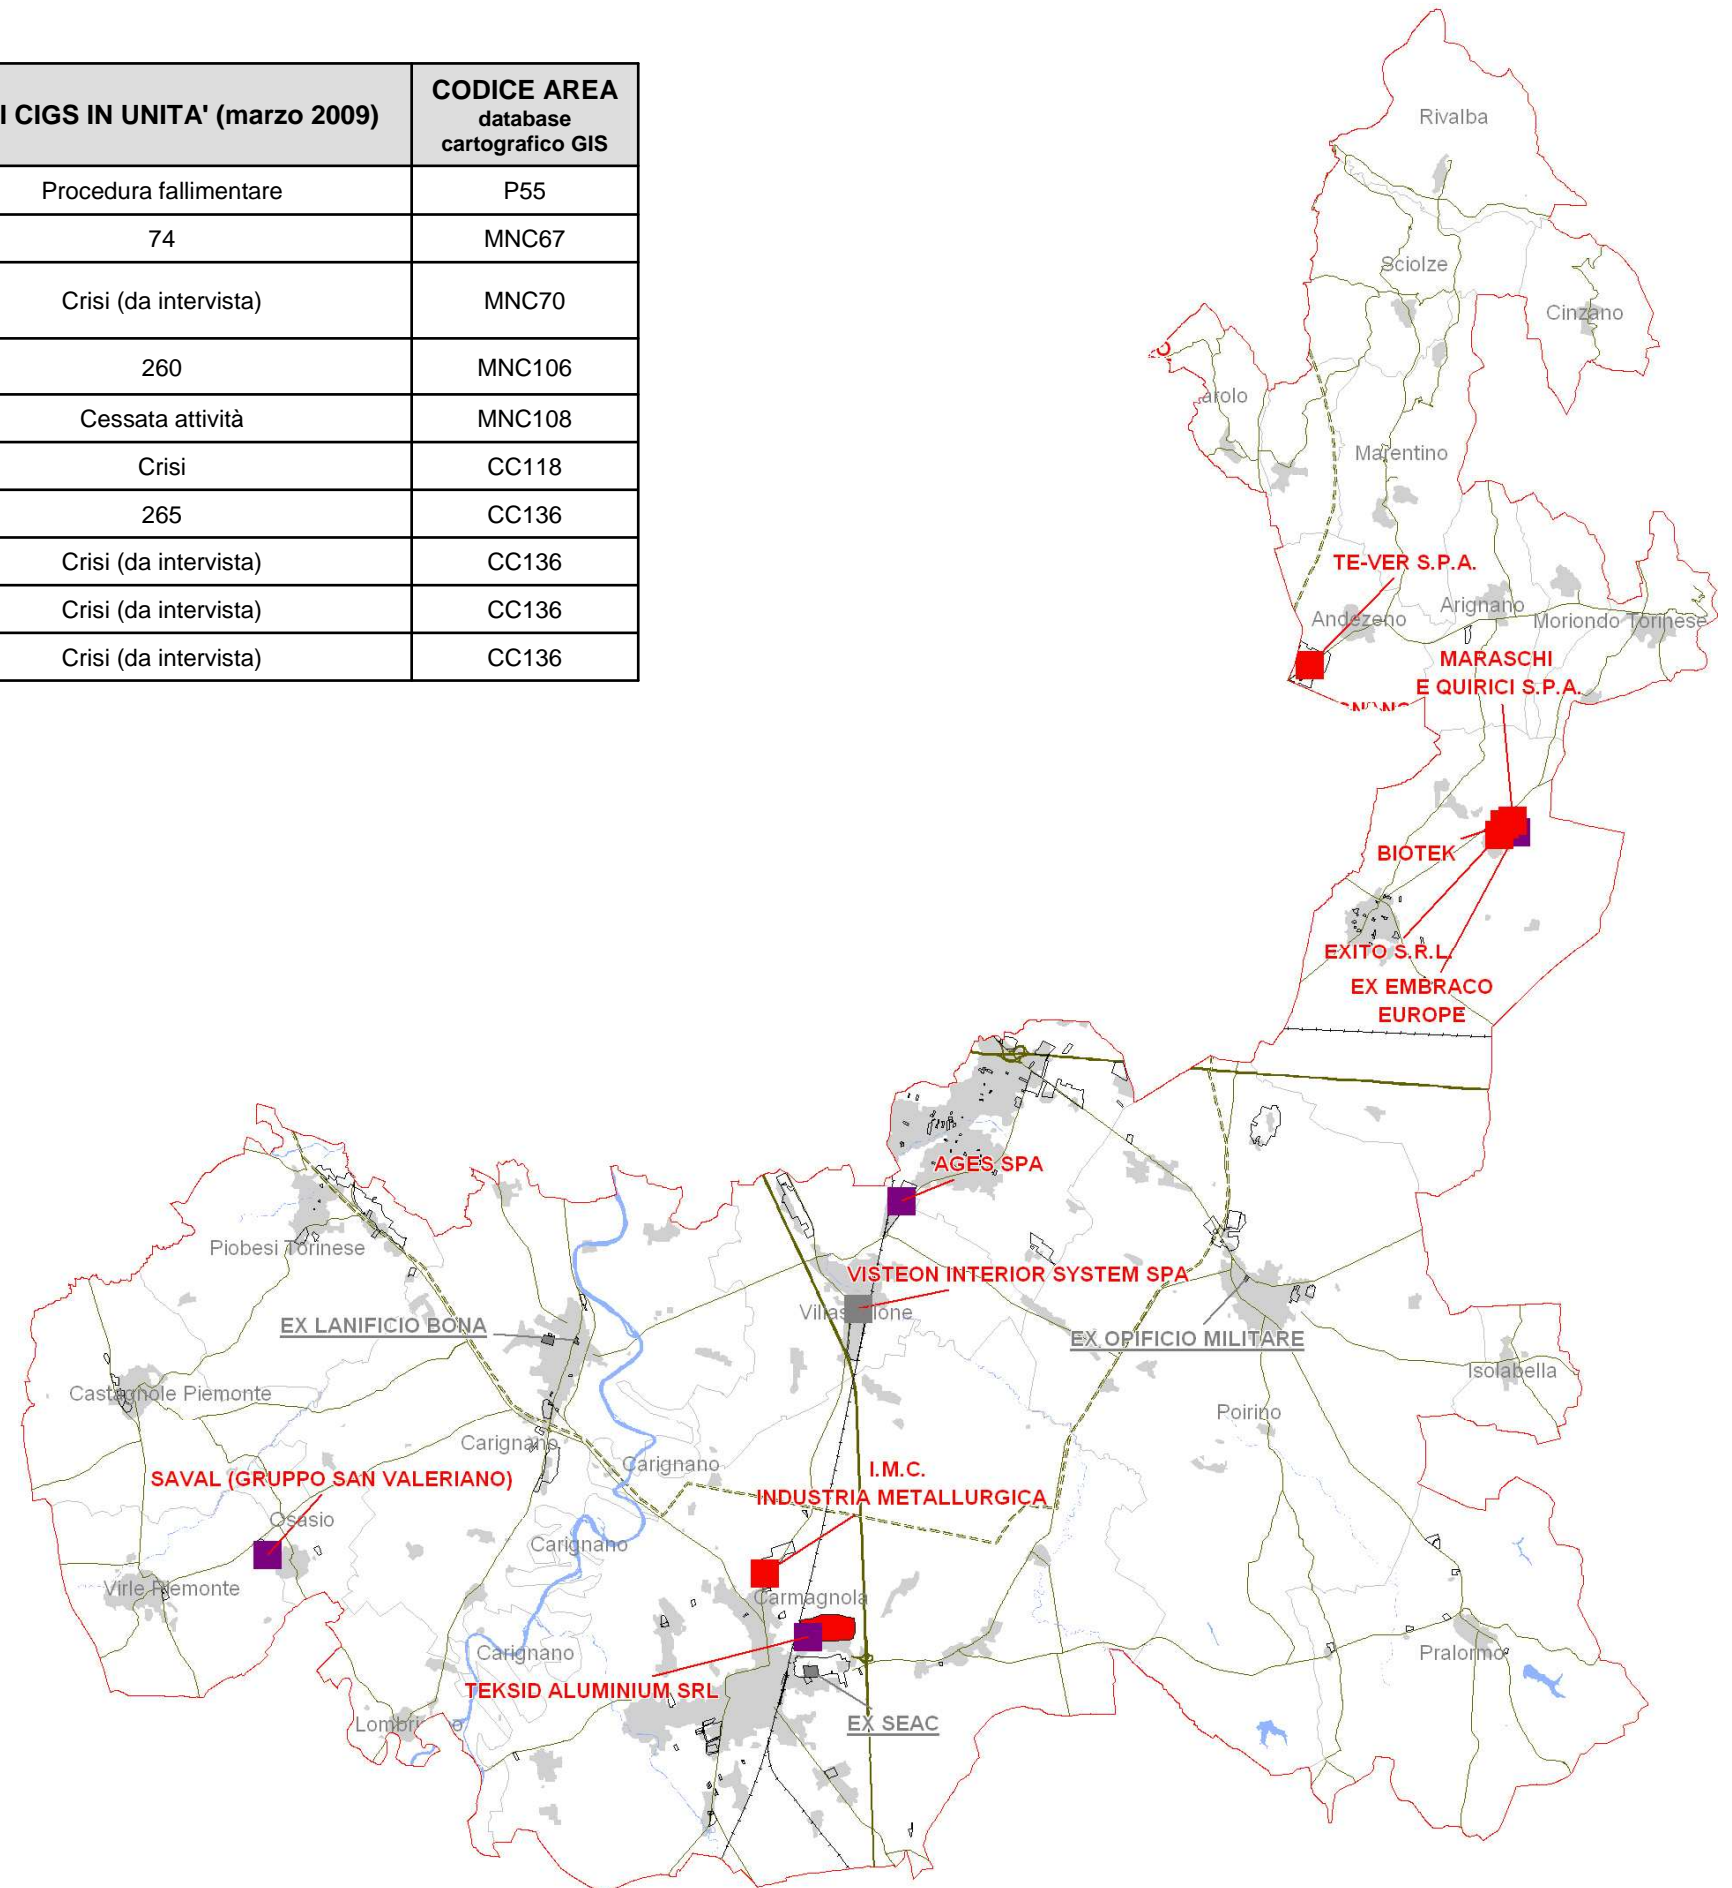 I CIGS IN UNITA' (marzo 2009)
CODICE AREA
database
cartografico GIS
Procedura fallimentare P55
74 MNC67
Crisi (da intervista) MNC70
260 MNC106
Cessata attività MNC108
Crisi CC118
265 CC136
Crisi (da intervista) CC136
Crisi (da intervista) CC136
Crisi (da intervista) CC136
Rivalba
Sciolze
Cinzano
arolo
Marentino
TE-VER S.P.A.
Andezeno
Arignano
Moriondo Torinese
MARASCHI
E QUIRICI S.P.A.
BIOTEK
EXITO S.R.L.
EX EMBRACO
EUROPE
AGES SPA
Piobesi Torinese
VISTEON INTERIOR SYSTEM SPA
EX LANIFICIO BONA
EX OPIFICIO MILITARE
Isolabella
Castagnole Piemonte
Poirino
Carignano
Carignano
SAVAL (GRUPPO SAN VALERIANO)
I.M.C.
INDUSTRIA METALLURGICA
Osasio
Carignano
Virle Piemonte
Carmagnola
Carignano
Pralormo
TEKSID ALUMINIUM SRL
EX SEAC